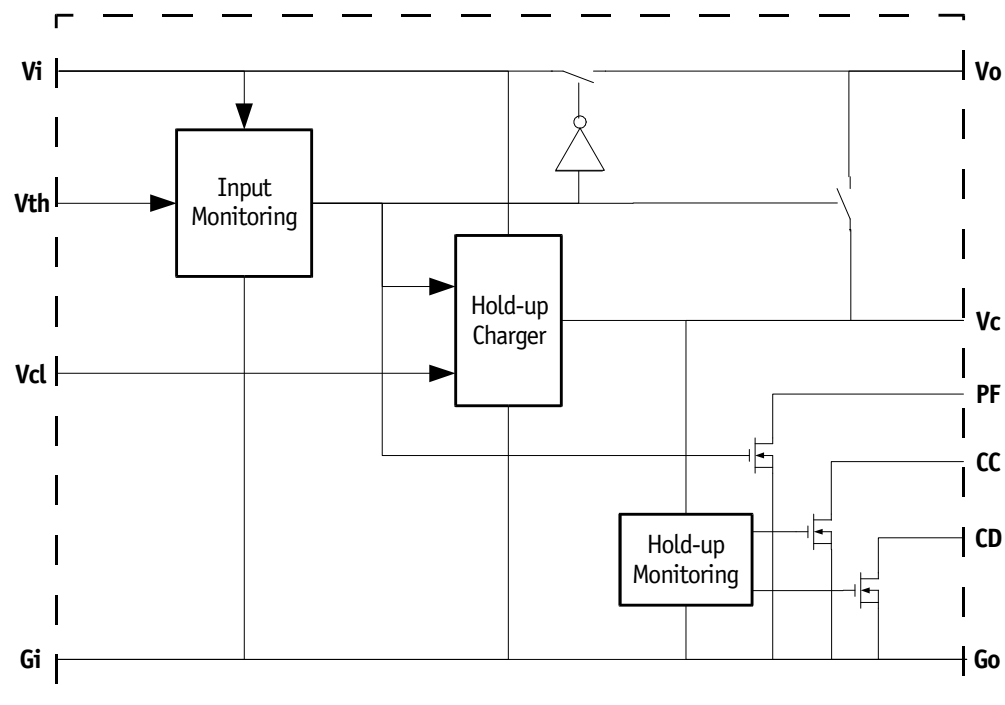 Vi
Vo
Input
Monitoring
Vth
Hold-up
Charger
Vc
Vcl
PF
CC
Hold-up
Monitoring
CD
Gi
Go